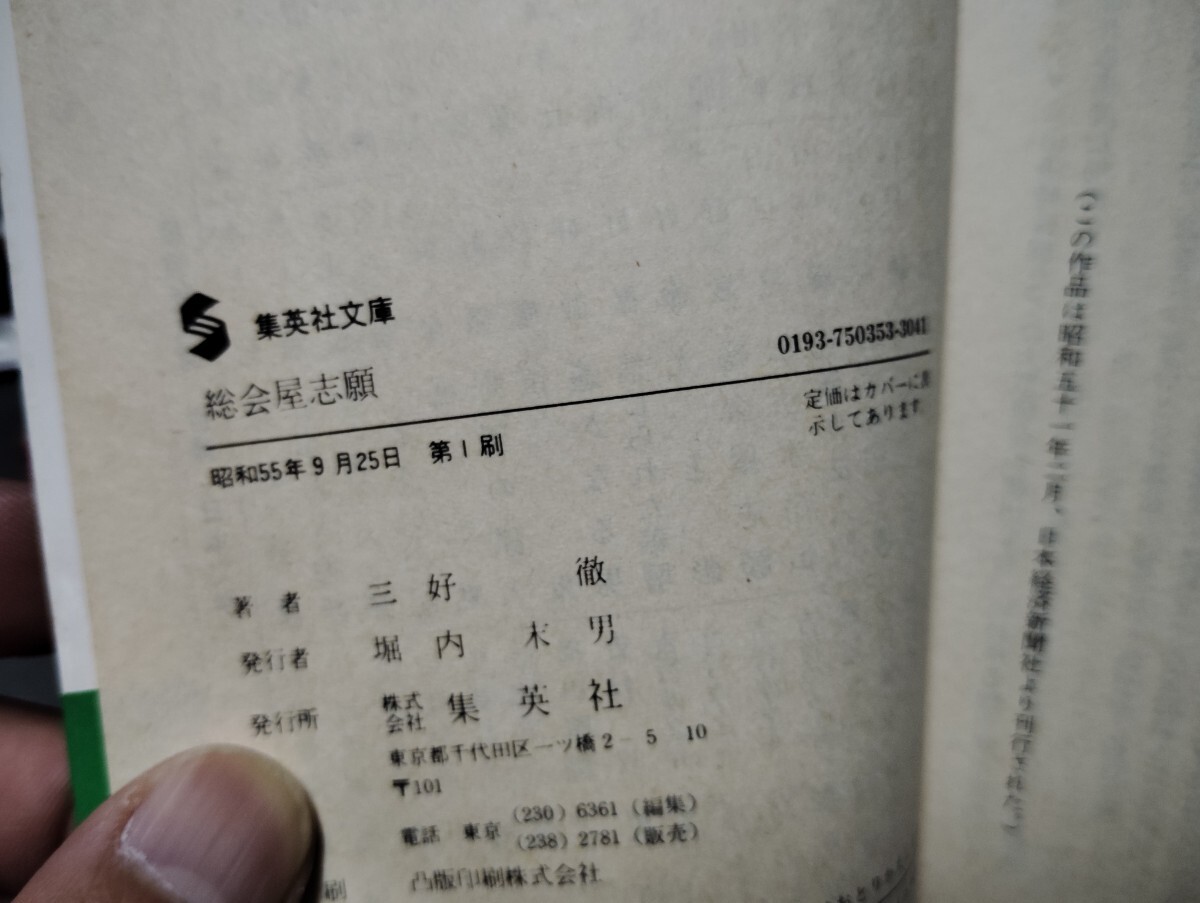 集英社文庫
総会屋志願
0193-750353-3041
昭和55年9月25日 第1刷
定価はカバーに表
示してあります
著者 三好 徹
発行者 堀内末男
発行所 株式会社 集英社
東京都千代田区一ツ橋2-5-10
〒101
電話 東京 (230) 6361 (編集)
(238) 2781 (販売)
刷 凸版印刷株式会社
(この作品は昭和五十一年二月、日本経済新聞社より刊行された。)